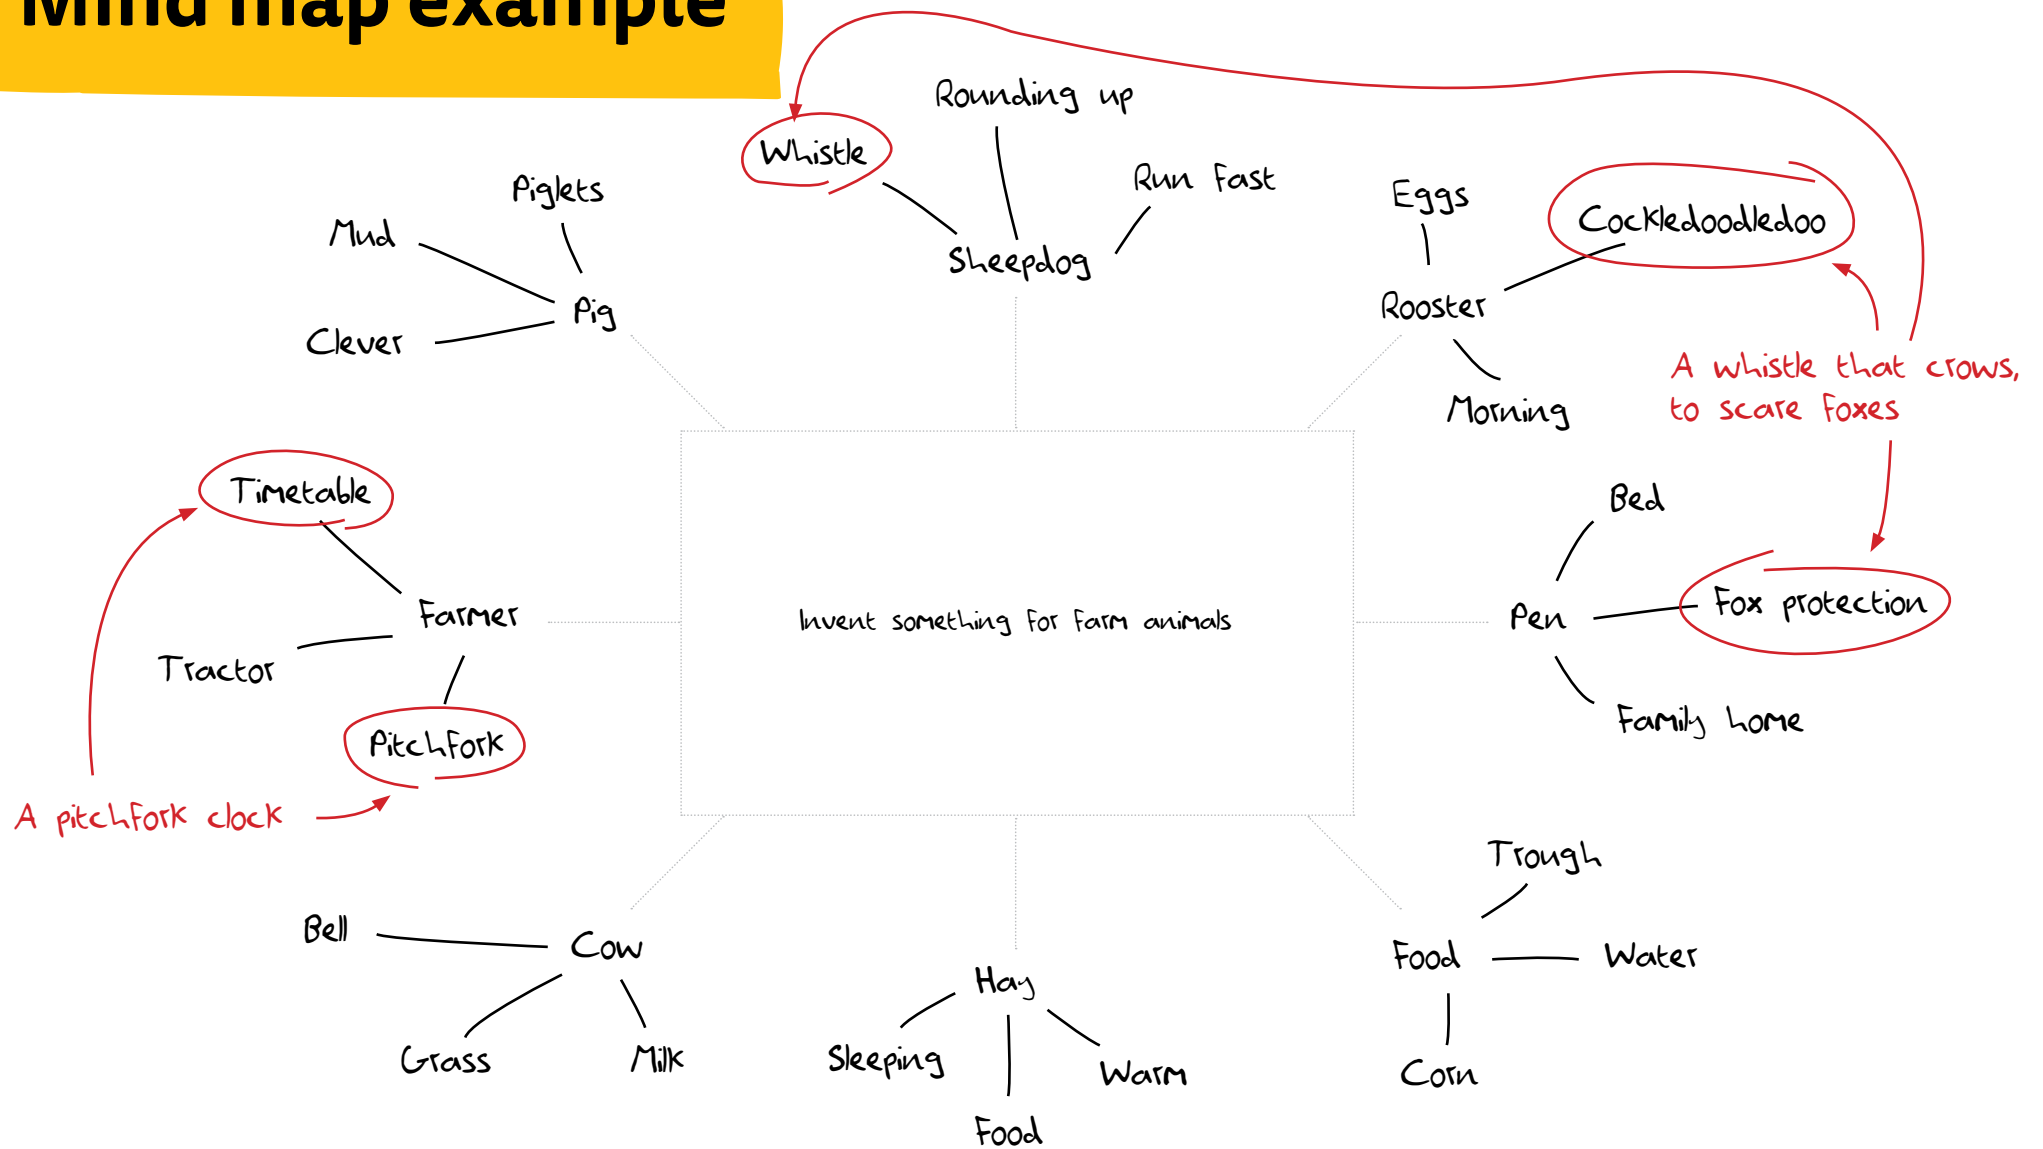 Mind map example
Rounding up
Whistle
Run fast
Sheepdog
Piglets
Mud
Clever
Pig
Eggs
Cockledoodledoo
Rooster
Morning
A whistle that crows,
to scare foxes
Timetable
Farmer
Tractor
Pitchfork
A pitchfork clock
Invent something for farm animals
Bed
Pen
Fox protection
Family home
Bell
Cow
Grass
Milk
Hay
Sleeping
Warm
Food
Trough
Food
Water
Corn